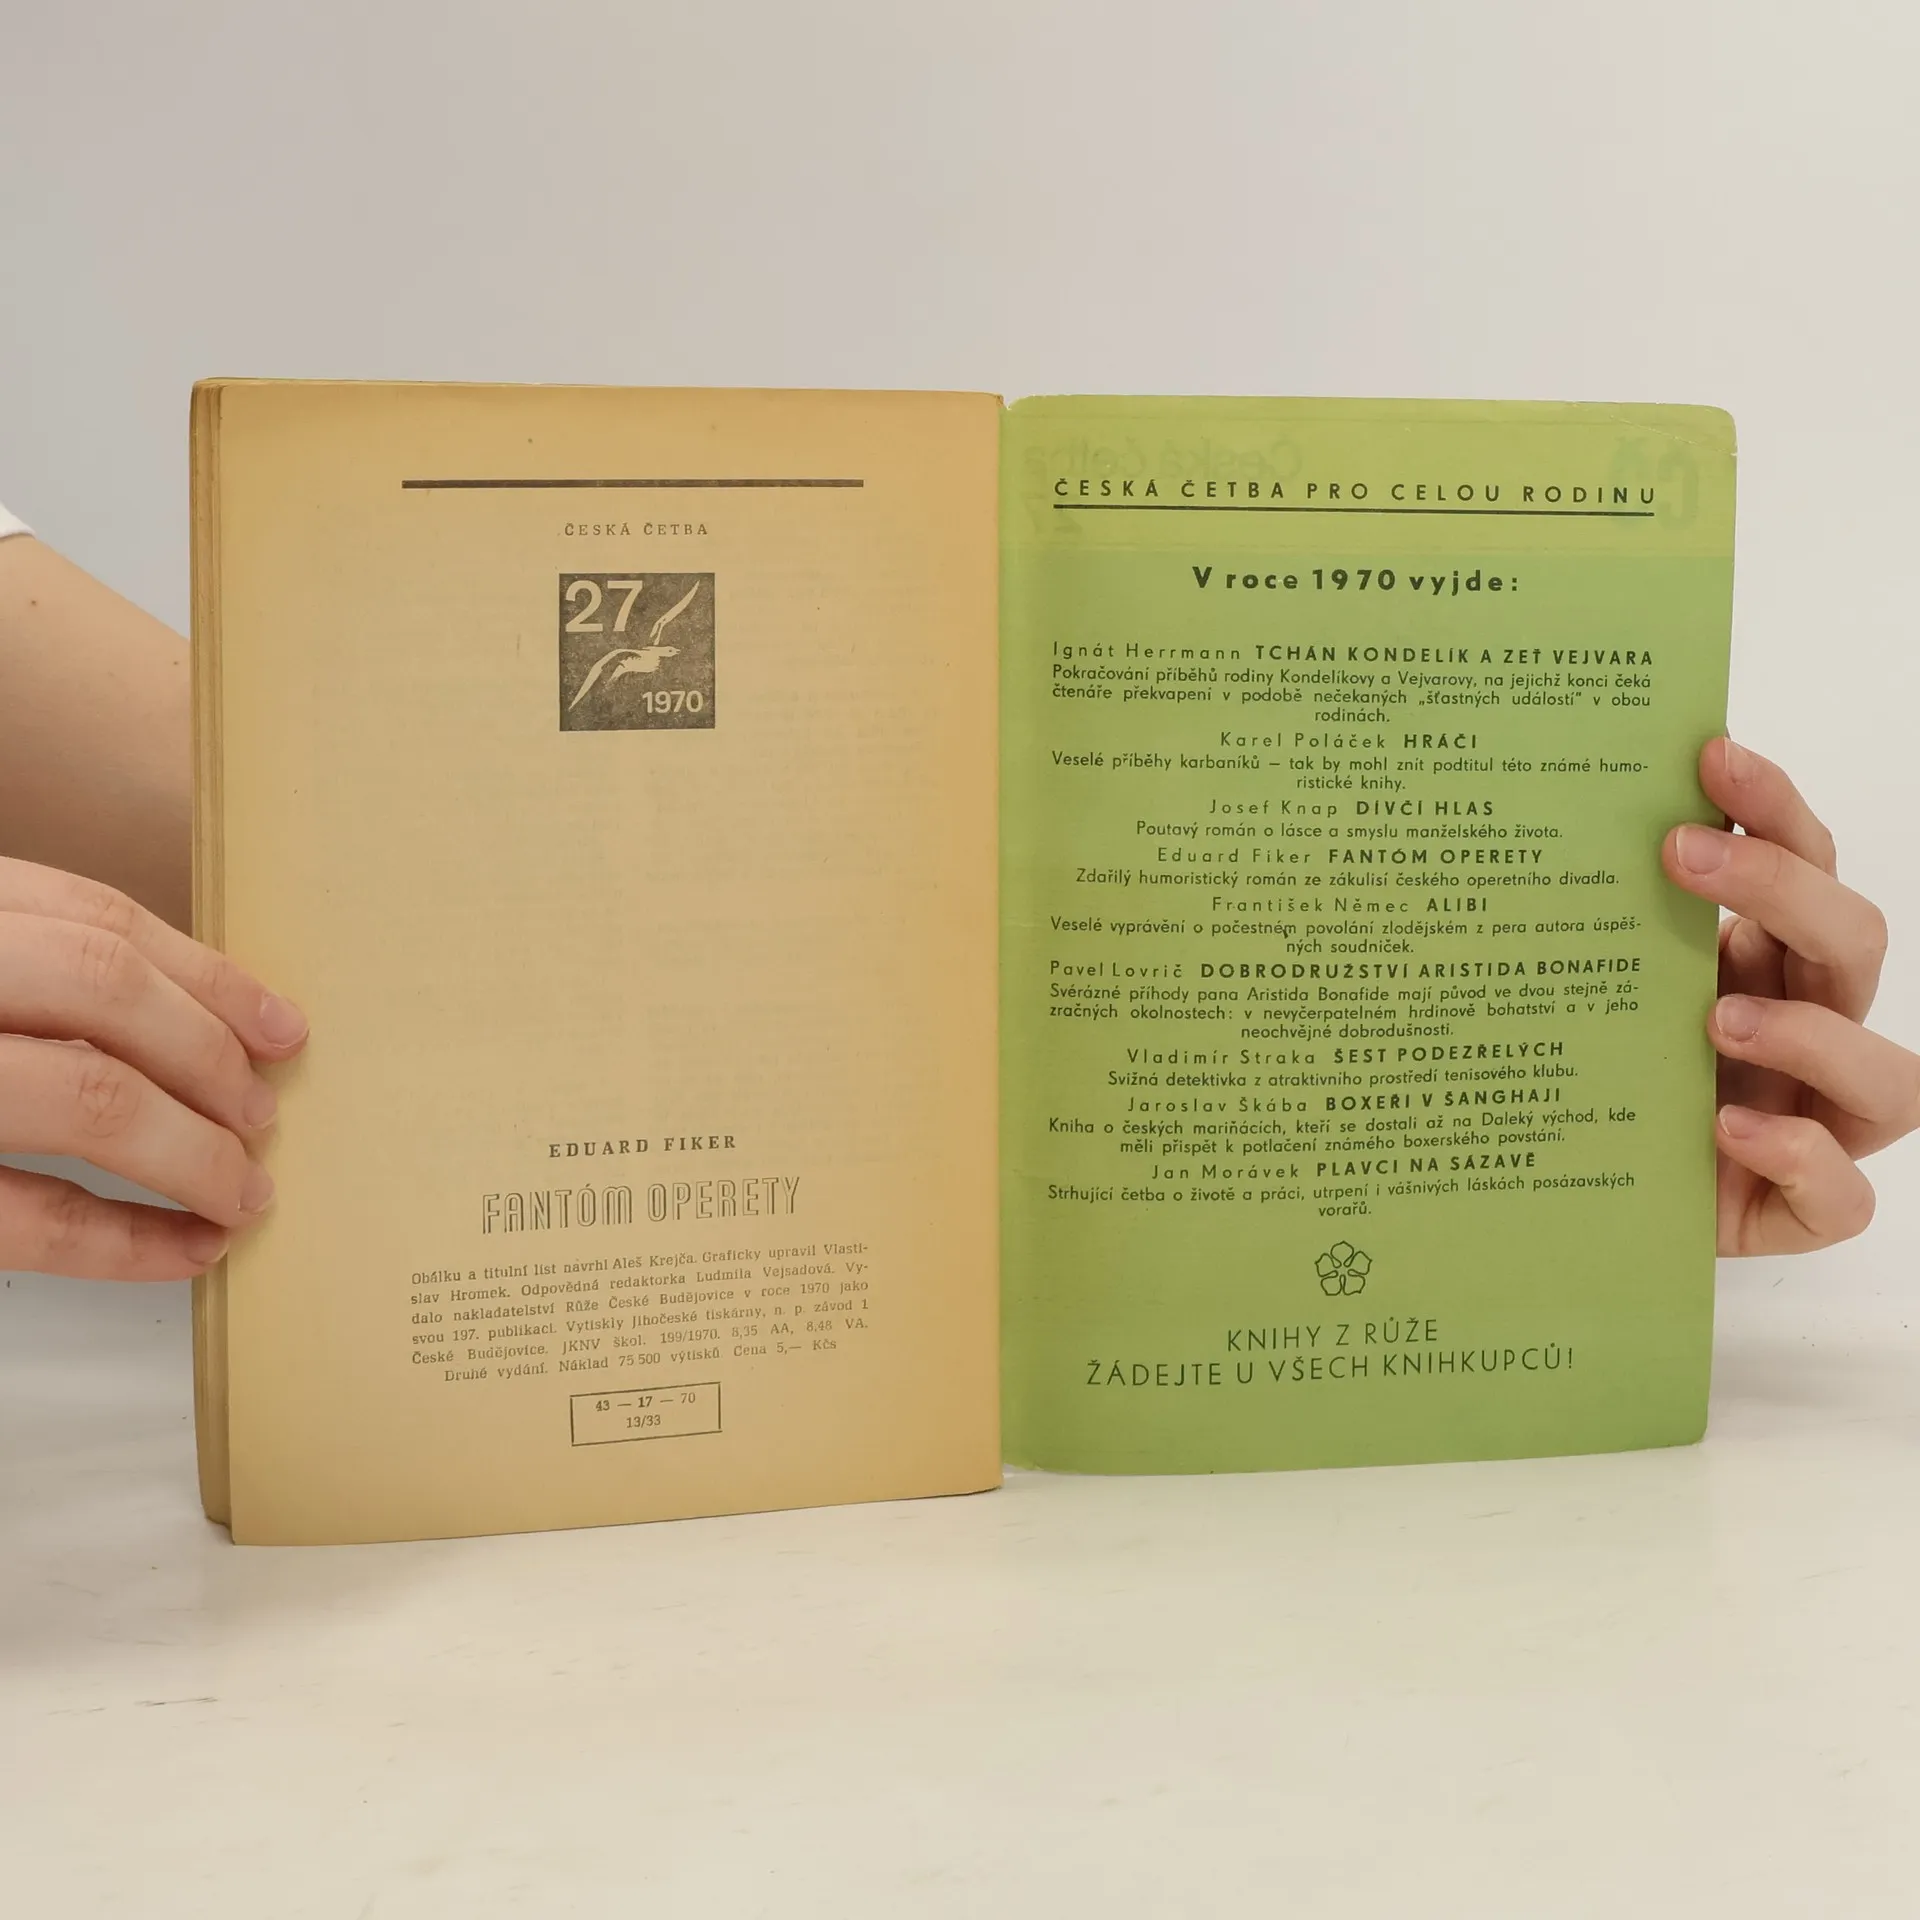 ČESKÁ ČETBA
27
1970
EDUARD FIKER
FANTÓM OPERETY
Obálku a titulní list navrhl Aleš Krejča. Graficky upravil Vlasti-
slav Hromek. Odpovědná redaktorka Ludmila Vejsadová. Vy-
dalo nakladatelství Růže České Budějovice v roce 1970 jako
svou 197. publikaci. Vytiskly Jihočeské tiskárny, n. p. závod 1
České Budějovice. JKNV škol. 199/1970. 8,35 AA, 8,48 VA.
Druhé vydání. Náklad 75 500 výtisků. Cena 5,— Kčs
43 — 17 — 70
13/33
ČESKÁ ČETBA PRO CELOU RODINU
V roce 1970 vyjde:
Ignát Herrmann TCHÁN KONDELÍK A ZEŤ VEJVARA
Pokračování příběhů rodiny Kondelíkovy a Vejvarovy, na jejichž konci čeká
čtenáře překvapení v podobě nečekaných „šťastných událostí" v obou
rodinách.
Karel Poláček HRÁČI
Veselé příběhy karbaníků — tak by mohl znít podtitul této známé humo-
ristické knihy.
Josef Knap DÍVČÍ HLAS
Poutavý román o lásce a smyslu manželského života.
Eduard Fiker FANTÓM OPERETY
Zdařilý humoristický román ze zákulisí českého operetního divadla.
František Němec ALIBI
Veselé vyprávění o počestném povolání zlodějském z pera autora úspěš-
ných soudniček.
Pavel Lovrič DOBRODRUŽSTVÍ ARISTIDA BONAFIDE
Svérázné příhody pana Aristida Bonafide mají původ ve dvou stejně zá-
zračných okolnostech: v nevyčerpatelném hrdinově bohatství a v jeho
neochvějné dobrodušnosti.
Vladimír Straka ŠEST PODEZŘELÝCH
Svižná detektivka z atraktivního prostředí tenisového klubu.
Jaroslav Škába BOXEŘI V ŠANGHAJI
Kniha o českých mariňácích, kteří se dostali až na Daleký východ, kde
měli přispět k potlačení známého boxerského povstání.
Jan Morávek PLAVCI NA SÁZAVĚ
Strhující četba o životě a práci, utrpení i vášnivých láskách posázavských
vorařů.
KNIHY Z RŮŽE
ŽÁDEJTE U VŠECH KNIHKUPCŮ!